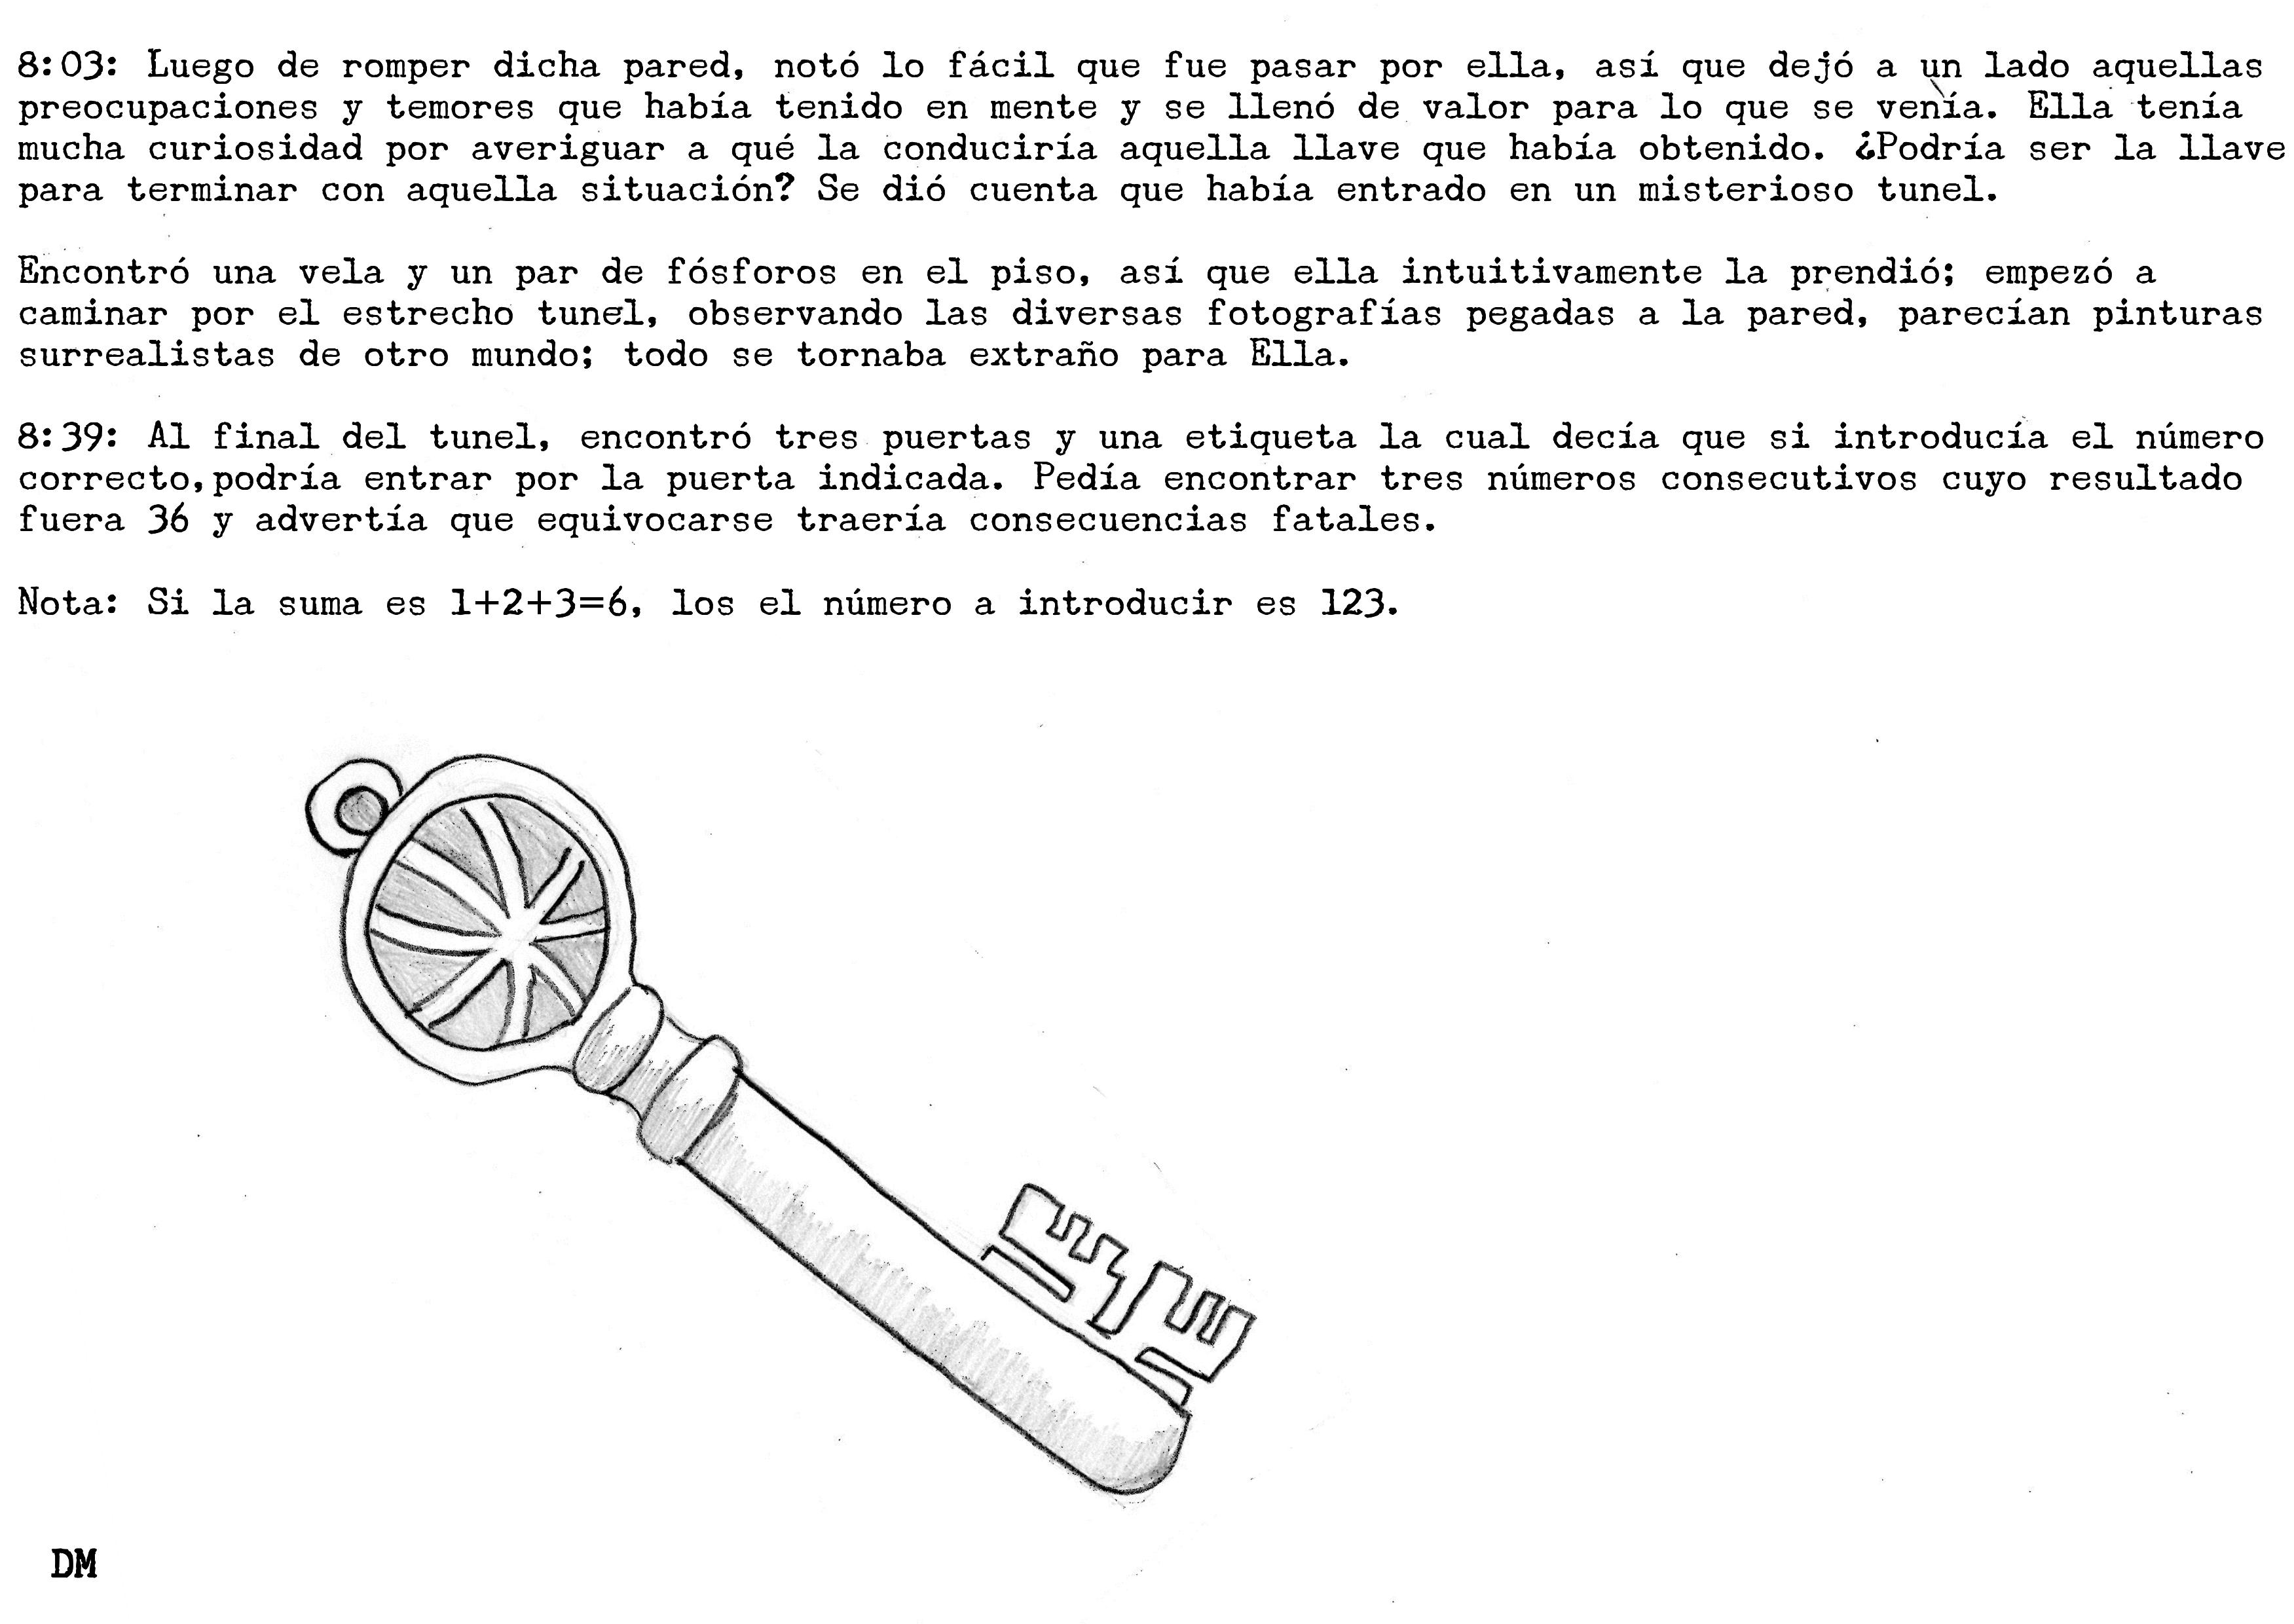 8:03: Luego de romper dicha pared, notó lo fácil que fue pasar por ella, así que dejó a un lado aquellas
preocupaciones y temores que había tenido en mente y se llenó de valor para lo que se venía. Ella tenía
mucha curiosidad por averiguar a qué la conduciría aquella llave que había obtenido. ¿Podría ser la llave
para terminar con aquella situación? Se dió cuenta que había entrado en un misterioso tunel.
Encontró una vela y un par de fósforos en el piso, así que ella intuitivamente la prendió; empezó a
caminar por el estrecho tunel, observando las diversas fotografías pegadas a la pared, parecían pinturas
surrealistas de otro mundo; todo se tornaba extraño para Ella.
8:39: Al final del tunel, encontró tres puertas y una etiqueta la cual decía que si introducía el número
correcto, podría entrar por la puerta indicada. Pedía encontrar tres números consecutivos cuyo resultado
fuera 36 y advertía que equivocarse traería consecuencias fatales.
Nota: Si la suma es 1+2+3=6, los el número a introducir es 123.
DM